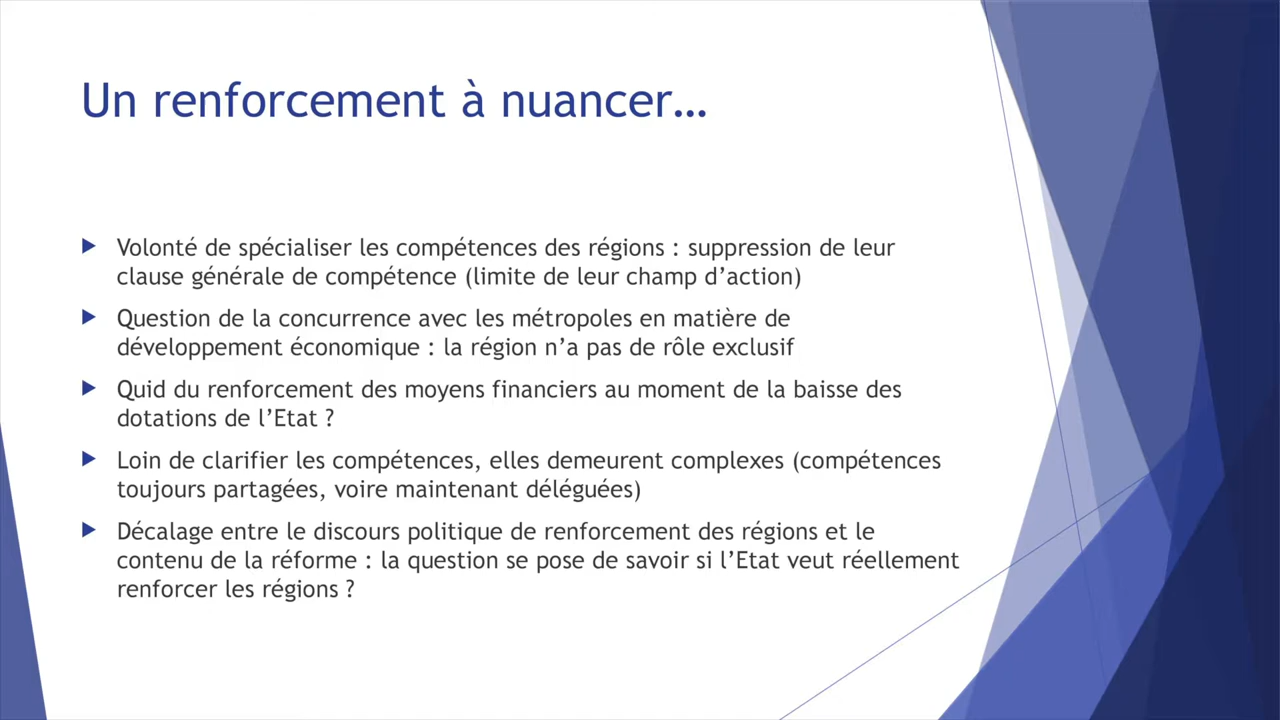 Un renforcement à nuancer…
Volonté de spécialiser les compétences des régions : suppression de leur
clause générale de compétence (limite de leur champ d’action)
Question de la concurrence avec les métropoles en matière de
développement économique : la région n’a pas de rôle exclusif
Quid du renforcement des moyens financiers au moment de la baisse des
dotations de l’Etat ?
Loin de clarifier les compétences, elles demeurent complexes (compétences
toujours partagées, voire maintenant déléguées)
Décalage entre le discours politique de renforcement des régions et le
contenu de la réforme : la question se pose de savoir si l’Etat veut réellement
renforcer les régions ?